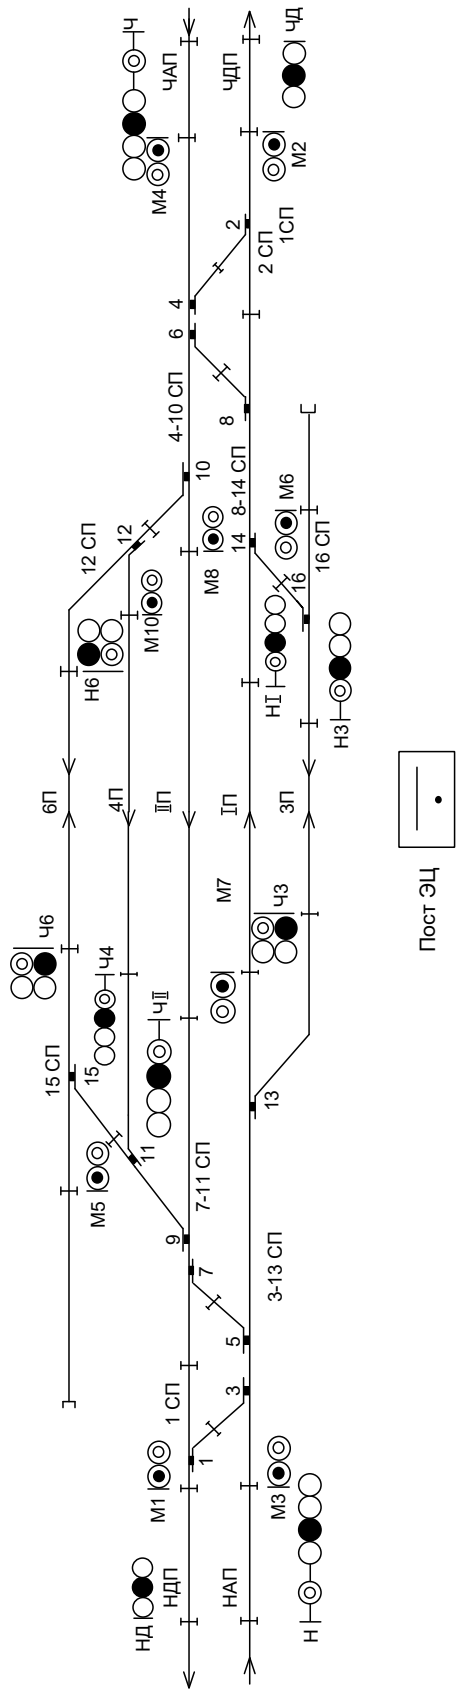 Ч6
15 СП
6П
15
Н6
12 СП
М5
Ч4
4П
12
Ч
НД
11
М10
М1
ЧII
М4
НДП
1 СП
9
IIП
4-10 СП
6
4
ЧАП
1
7
7-11 СП
М8
10
НАП
3
5
М7
IП
8
2
ЧДП
14
8-14 СП
2 СП
3-13 СП
13
НI
1СП
М3
Ч3
3П
16
М6
М2
ЧД
Н
16 СП
Н3
Пост ЭЦ